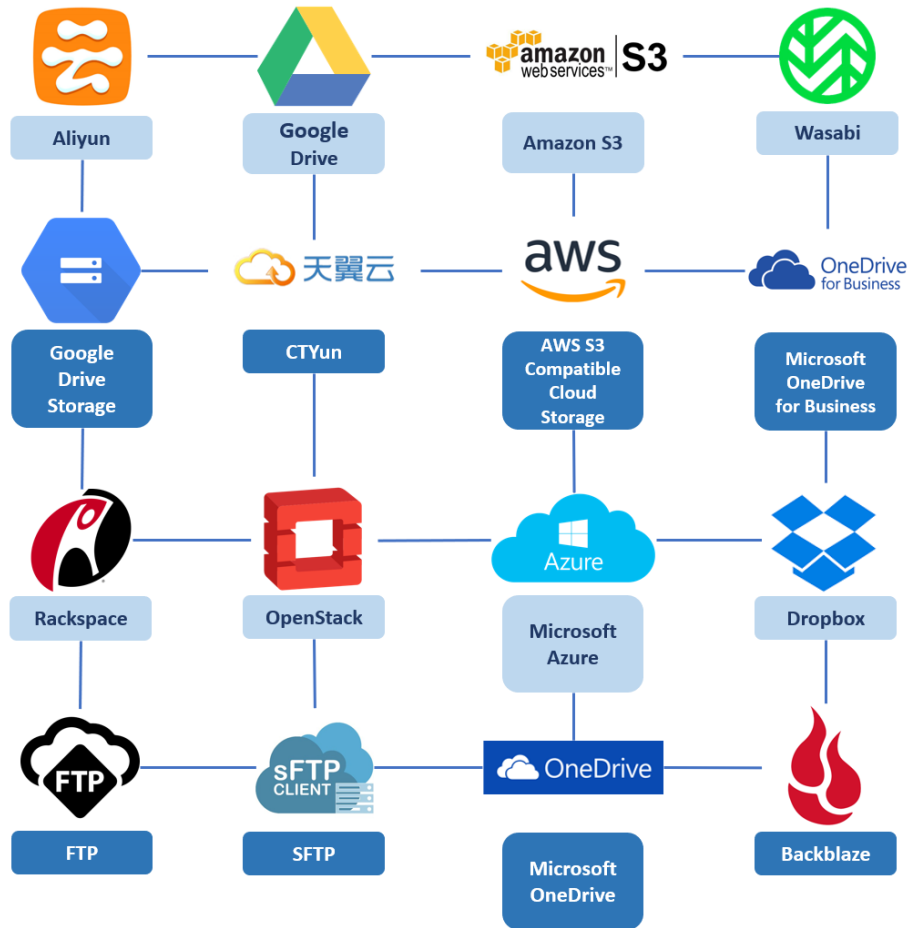 云
amazon
web services™
S3
Aliyun
Google
Drive
Amazon S3
Wasabi
天翼云
aws
OneDrive
for Business
Google
Drive
Storage
CTYun
AWS S3
Compatible
Cloud
Storage
Microsoft
OneDrive
for Business
Azure
Rackspace
OpenStack
Microsoft
Azure
Dropbox
FTP
sFTP
CLIENT
OneDrive
FTP
SFTP
Microsoft
OneDrive
Backblaze